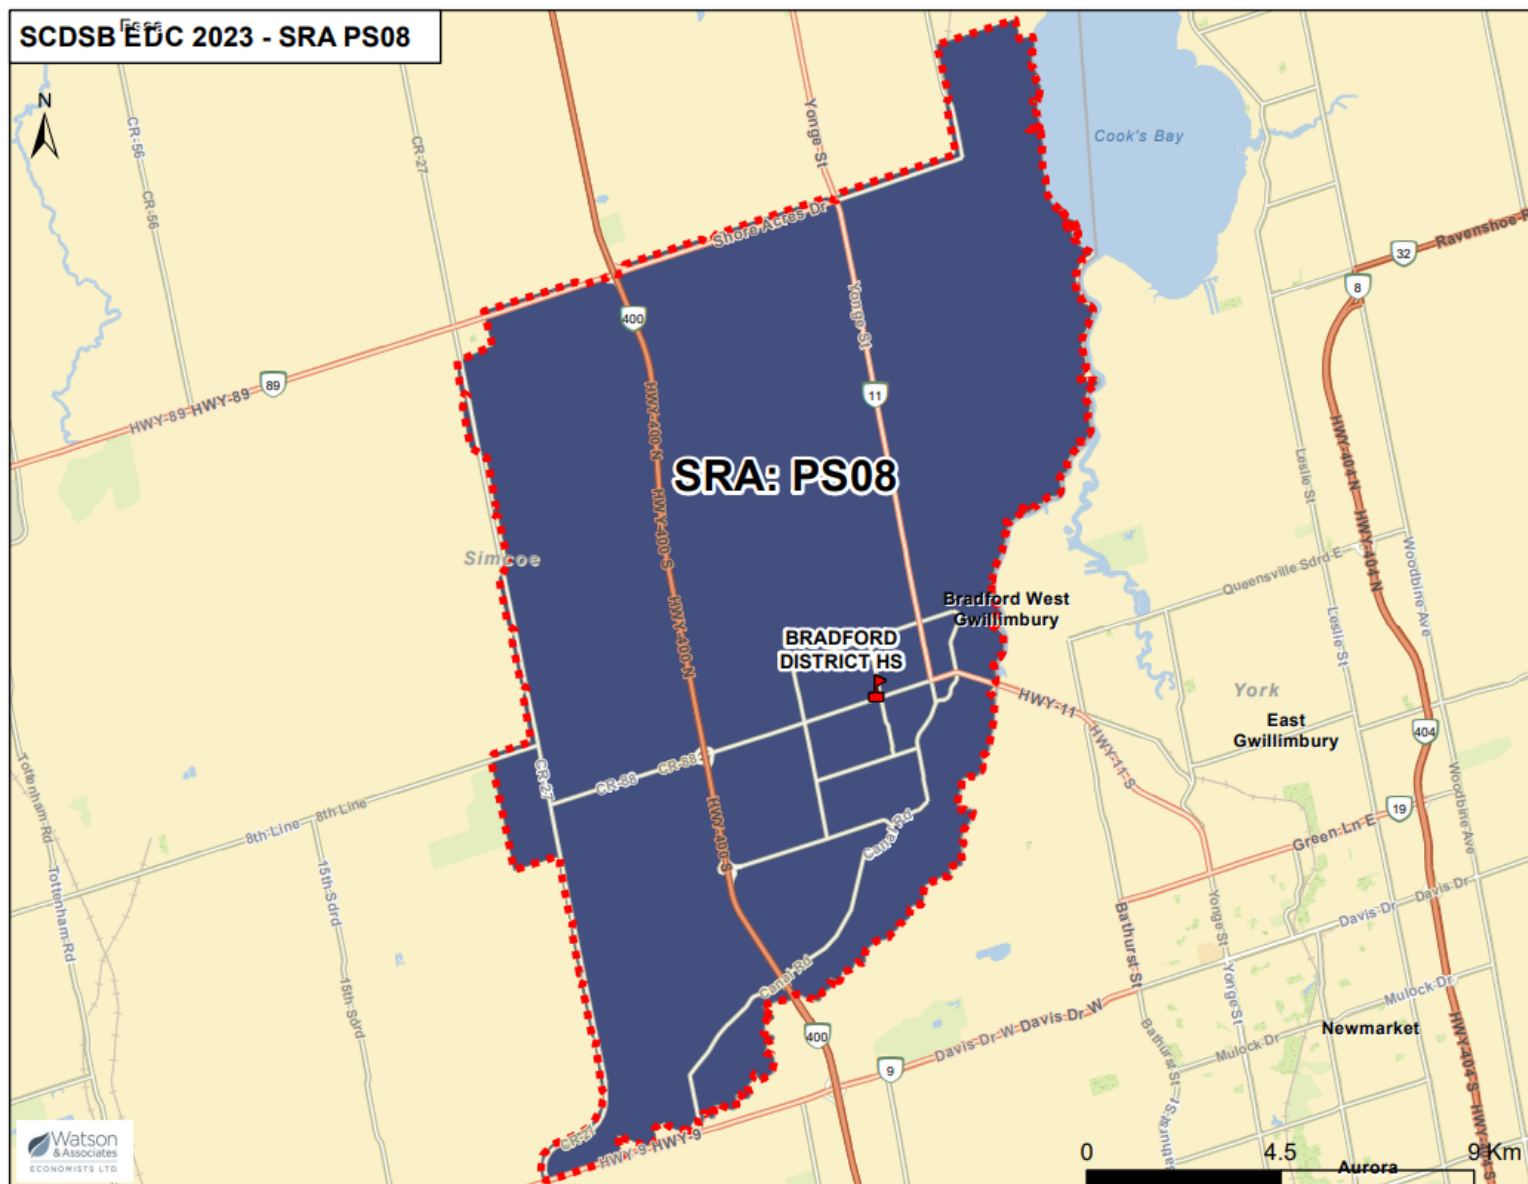 SCDSB EDC 2023 - SRA PS08
Essa
N
CR-56
CR-56
CR-27
Yonge St
Cook's Bay
Shore Acres Dr
32
Ravenshoe R
8
400
Yonge St
11
89
HWY-89 HWY-89
HWY-400 N
HWY-400 S
HWY-400 N
HWY-400 S
SRA: PS08
Simcoe
Leslie St
HWY-404 N
HWY-404 N
Woodbine Ave
Queensville Sdrd E
Leslie St
Bradford West
Gwillimbury
BRADFORD
DISTRICT HS
HWY-11
HWY-11 S
York
East
Gwillimbury
404
Woodbine Ave
CR-27
CR-88
CR-88
8th Line
8th Line
Tottenham Rd
Tottenham Rd
15th Sdrd
15th Sdrd
Canal Rd
Canal Rd
19
Green Ln E
Bathurst St
Yonge St
Yonge St
Davis Dr
Davis Dr
Mulock Dr
Mulock Dr
Newmarket
400
9
Davis Dr W Davis Dr W
Bathurst St
Bathurst St
HWY-404 S
HWY-404 S
CR-27
HWY-9 HWY-9
Watson
& Associates
ECONOMISTS LTD
0
4.5
9 Km
Aurora